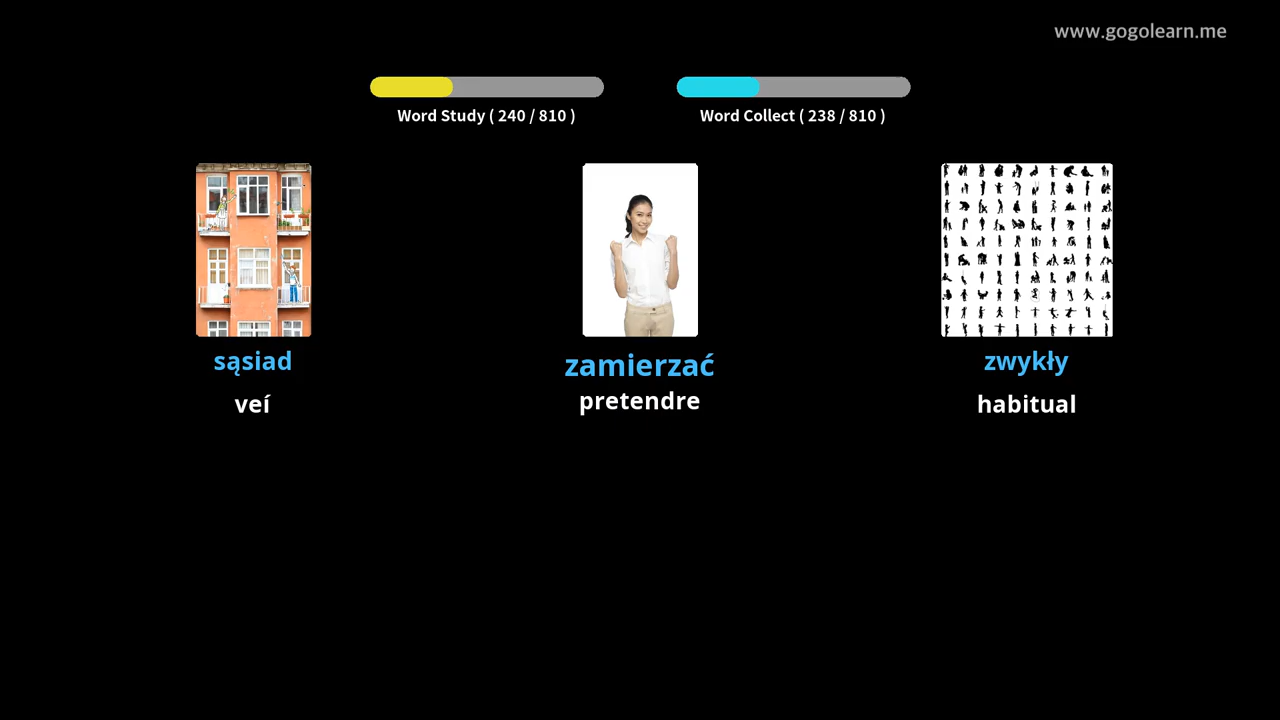 www.gogolearn.me
Word Study ( 240 / 810 )
Word Collect ( 238 / 810 )
sąsiad
veí
zamierzać
pretendre
zwykły
habitual